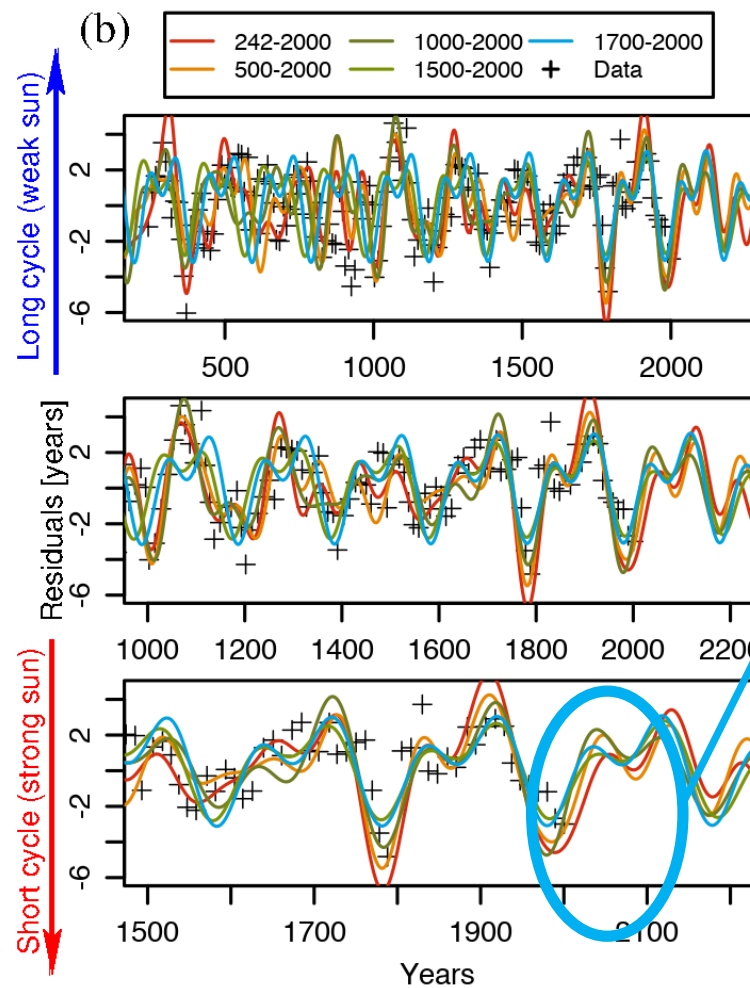 (b)
242-2000 1000-2000 1700-2000
500-2000 1500-2000 Data
Long cycle (weak sun)
2
-2
-6
500 1000 1500 2000
Residuals [years]
2
-2
-6
1000 1200 1400 1600 1800 2000 2200
Short cycle (strong sun)
2
-2
-6
1500 1700 1900 2100
Years